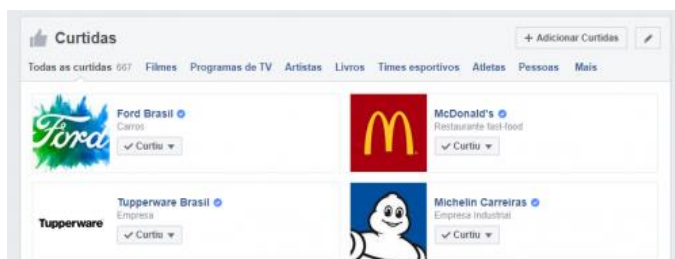 Curtidas
+ Adicionar Curtidas
Todas as curtidas 667 Filmes Programas de TV Artistas Livros Times esportivos Atletas Pessoas Mais
Ford
Ford Brasil
Carros
Curtiu
McDonald's
Restaurante fast-food
Curtiu
Tupperware
Tupperware Brasil
Empresa
Curtiu
Michelin Carreiras
Empresa Industrial
Curtiu